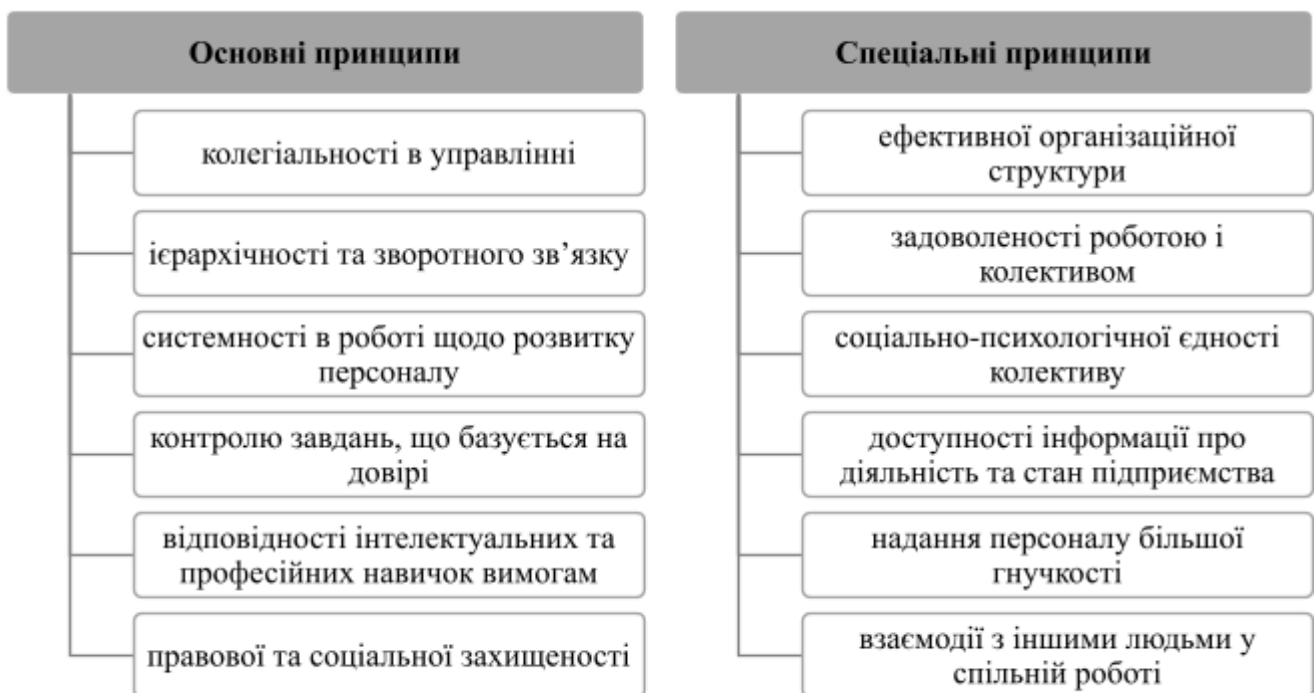 Основні принципи
колегіальності в управлінні
ієрархічності та зворотного зв’язку
системності в роботі щодо розвитку
персоналу
контролю завдань, що базується на
довірі
відповідності інтелектуальних та
професійних навичок вимогам
правової та соціальної захищеності
Спеціальні принципи
ефективної організаційної
структури
задоволеності роботою і
колективом
соціально-психологічної єдності
колективу
доступності інформації про
діяльність та стан підприємства
надання персоналу більшої
гнучкості
взаємодії з іншими людьми у
спільній роботі